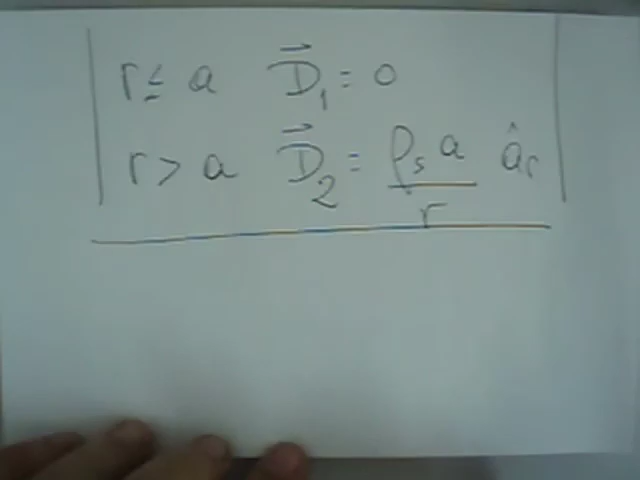 r ≤ a   D⃗₁ = 0
r > a   D⃗₂ = ρₛ a / r   âᵣ